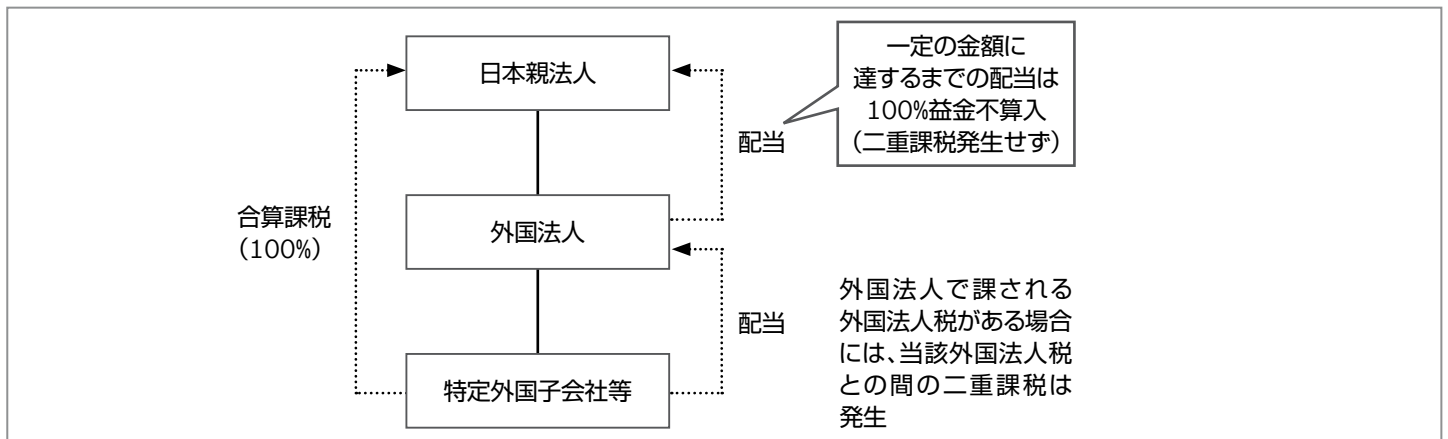 一定の金額に
達するまでの配当は
100%益金不算入
(二重課税発生せず)
日本親法人
配当
合算課税
(100%)
外国法人
外国法人で課される
外国法人税がある場合
には、当該外国法人税
との間の二重課税は
発生
配当
特定外国子会社等